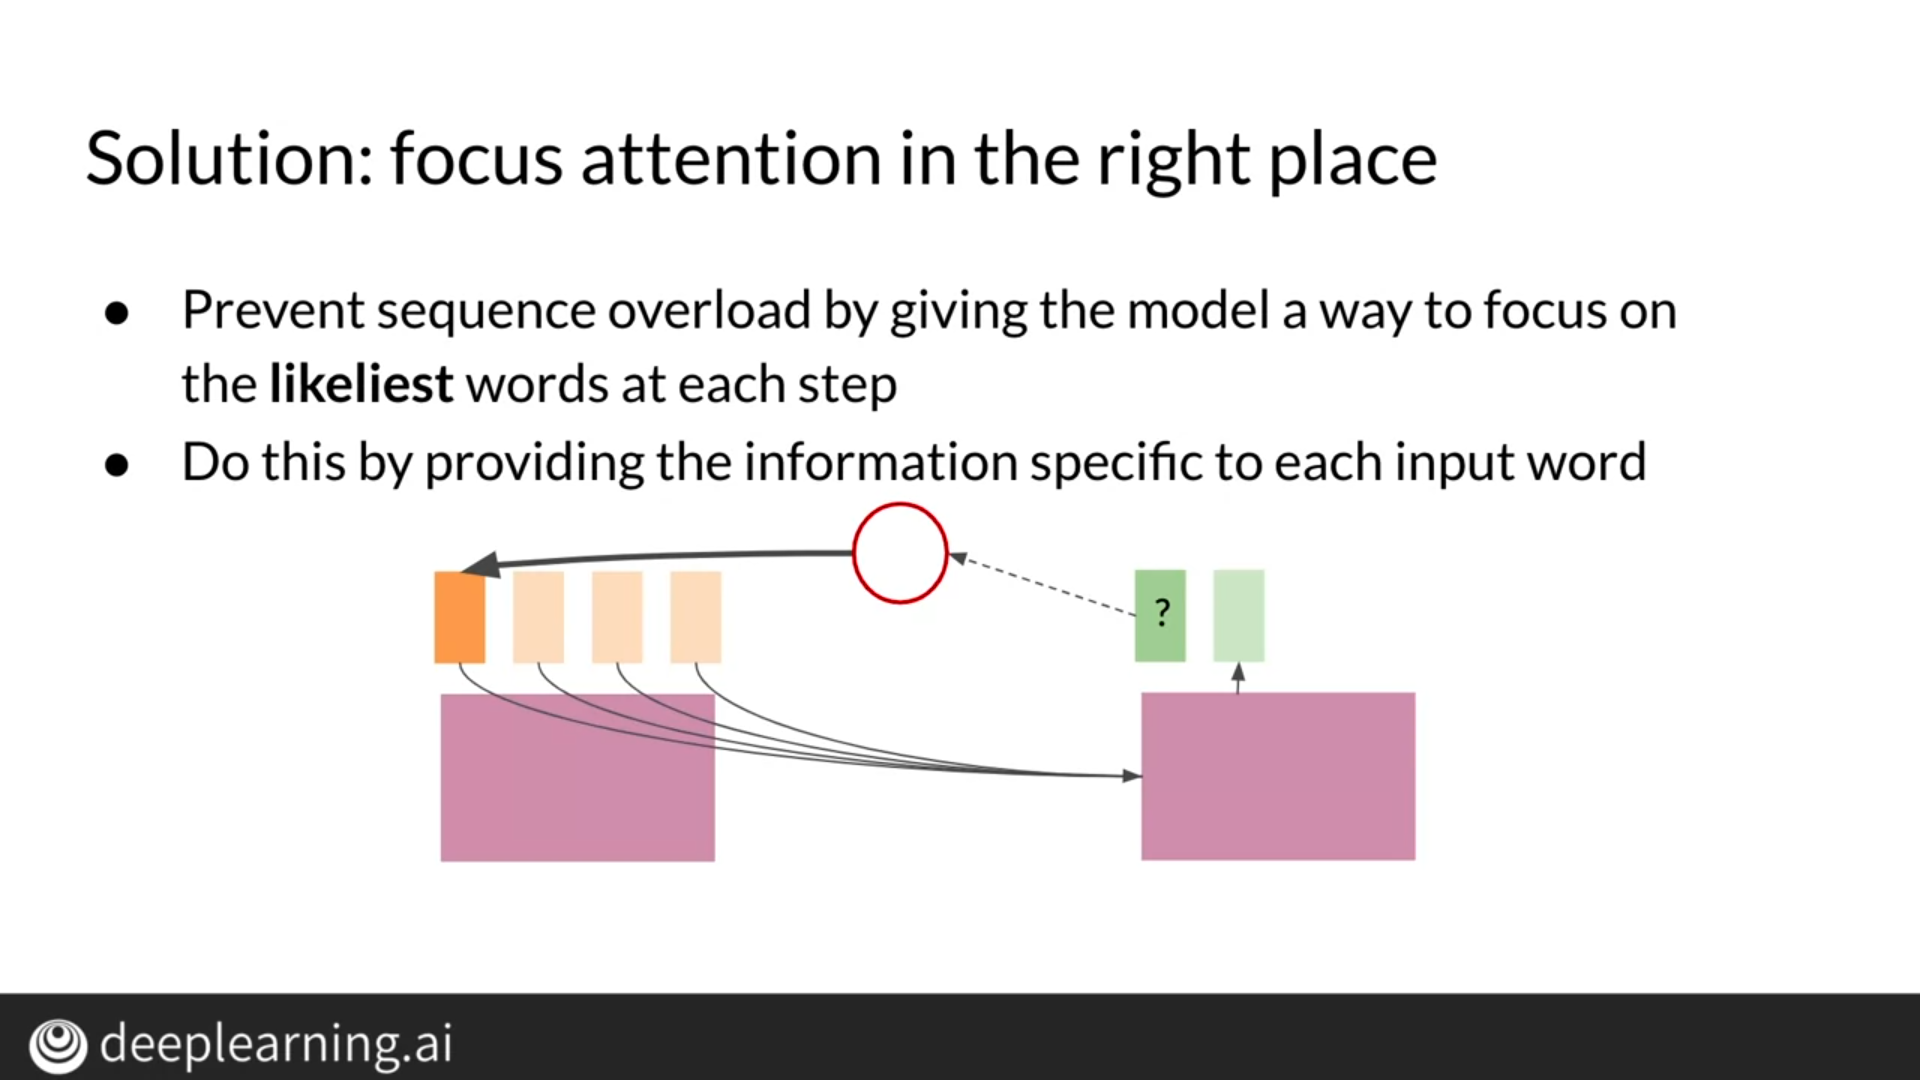 Solution: focus attention in the right place
● Prevent sequence overload by giving the model a way to focus on
the likeliest words at each step
● Do this by providing the information specific to each input word
?
deeplearning.ai